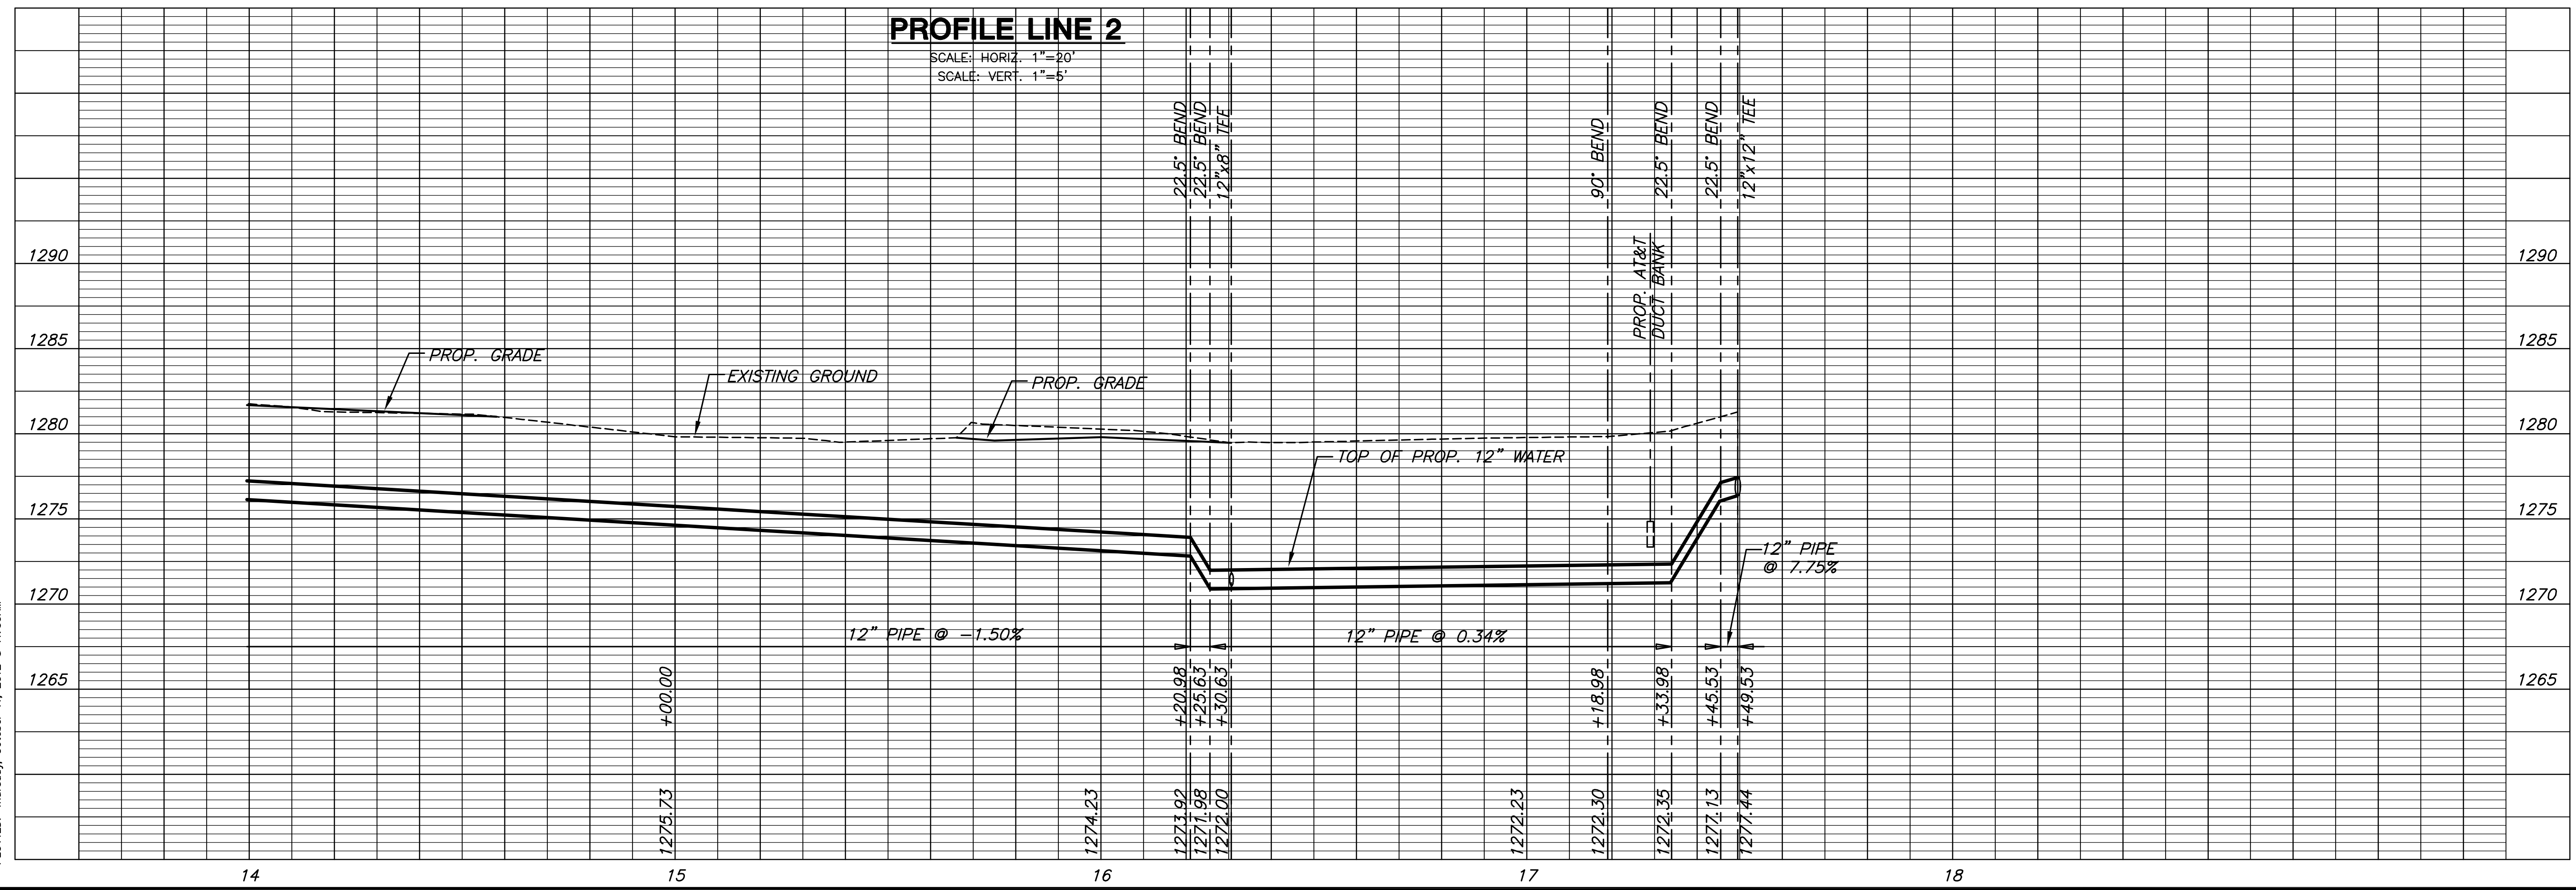 PROFILE LINE 2
SCALE: HORIZ. 1"=20'
SCALE: VERT. 1"=5'
22.5° BEND
22.5° BEND
12"x8" TEE
90° BEND
22.5° BEND
22.5° BEND
12"x12" TEE
PROP. AT&T
DUCT BANK
1290
1290
1285
1285
PROP. GRADE
EXISTING GROUND
PROP. GRADE
1280
1280
TOP OF PROP. 12" WATER
1275
1275
12" PIPE
@ 7.75%
1270
1270
12" PIPE @ -1.50%
12" PIPE @ 0.34%
1265
1265
+00.00
+20.98
+25.63
+30.63
+18.98
+33.98
+45.53
+49.53
1275.73
1274.23
1273.92
1271.98
1272.00
1272.23
1272.30
1272.35
1277.13
1277.44
14
15
16
17
18